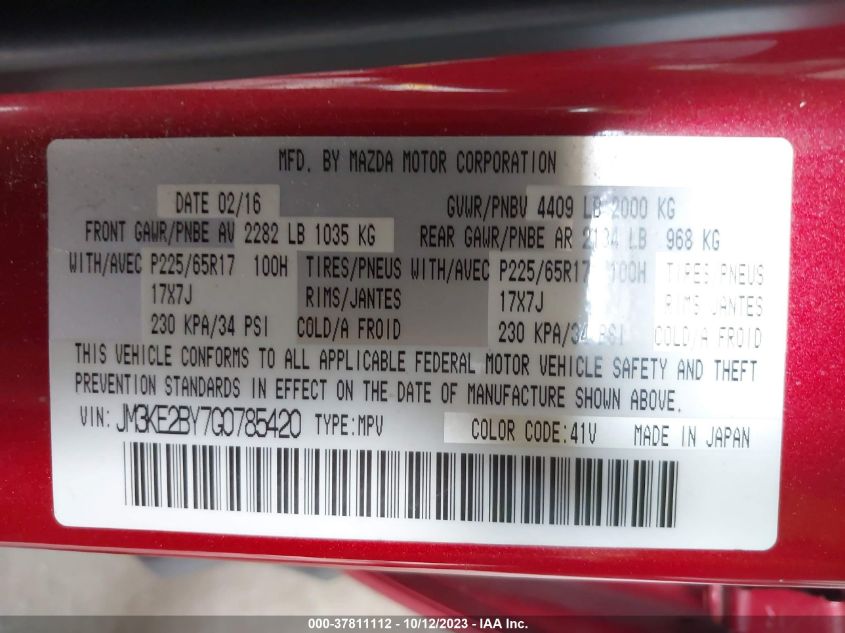 MFD. BY MAZDA MOTOR CORPORATION
DATE 02/16 GVWR/PNBV 4409 LB 2000 KG
FRONT GAWR/PNBE AV 2282 LB 1035 KG REAR GAWR/PNBE AR 2134 LB 968 KG
WITH/AVEC P225/65R17 100H TIRES/PNEUS WITH/AVEC P225/65R17 100H TIRES/PNEUS
17X7J RIMS/JANTES 17X7J RIMS/JANTES
230 KPA/34 PSI COLD/A FROID 230 KPA/34 PSI COLD/A FROID
THIS VEHICLE CONFORMS TO ALL APPLICABLE FEDERAL MOTOR VEHICLE SAFETY AND THEFT
PREVENTION STANDARDS IN EFFECT ON THE DATE OF MANUFACTURE SHOWN ABOVE.
VIN: JM3KE2BY7G0785420 TYPE:MPV COLOR CODE:41V MADE IN JAPAN
000-37811112 - 10/12/2023 - IAA Inc.